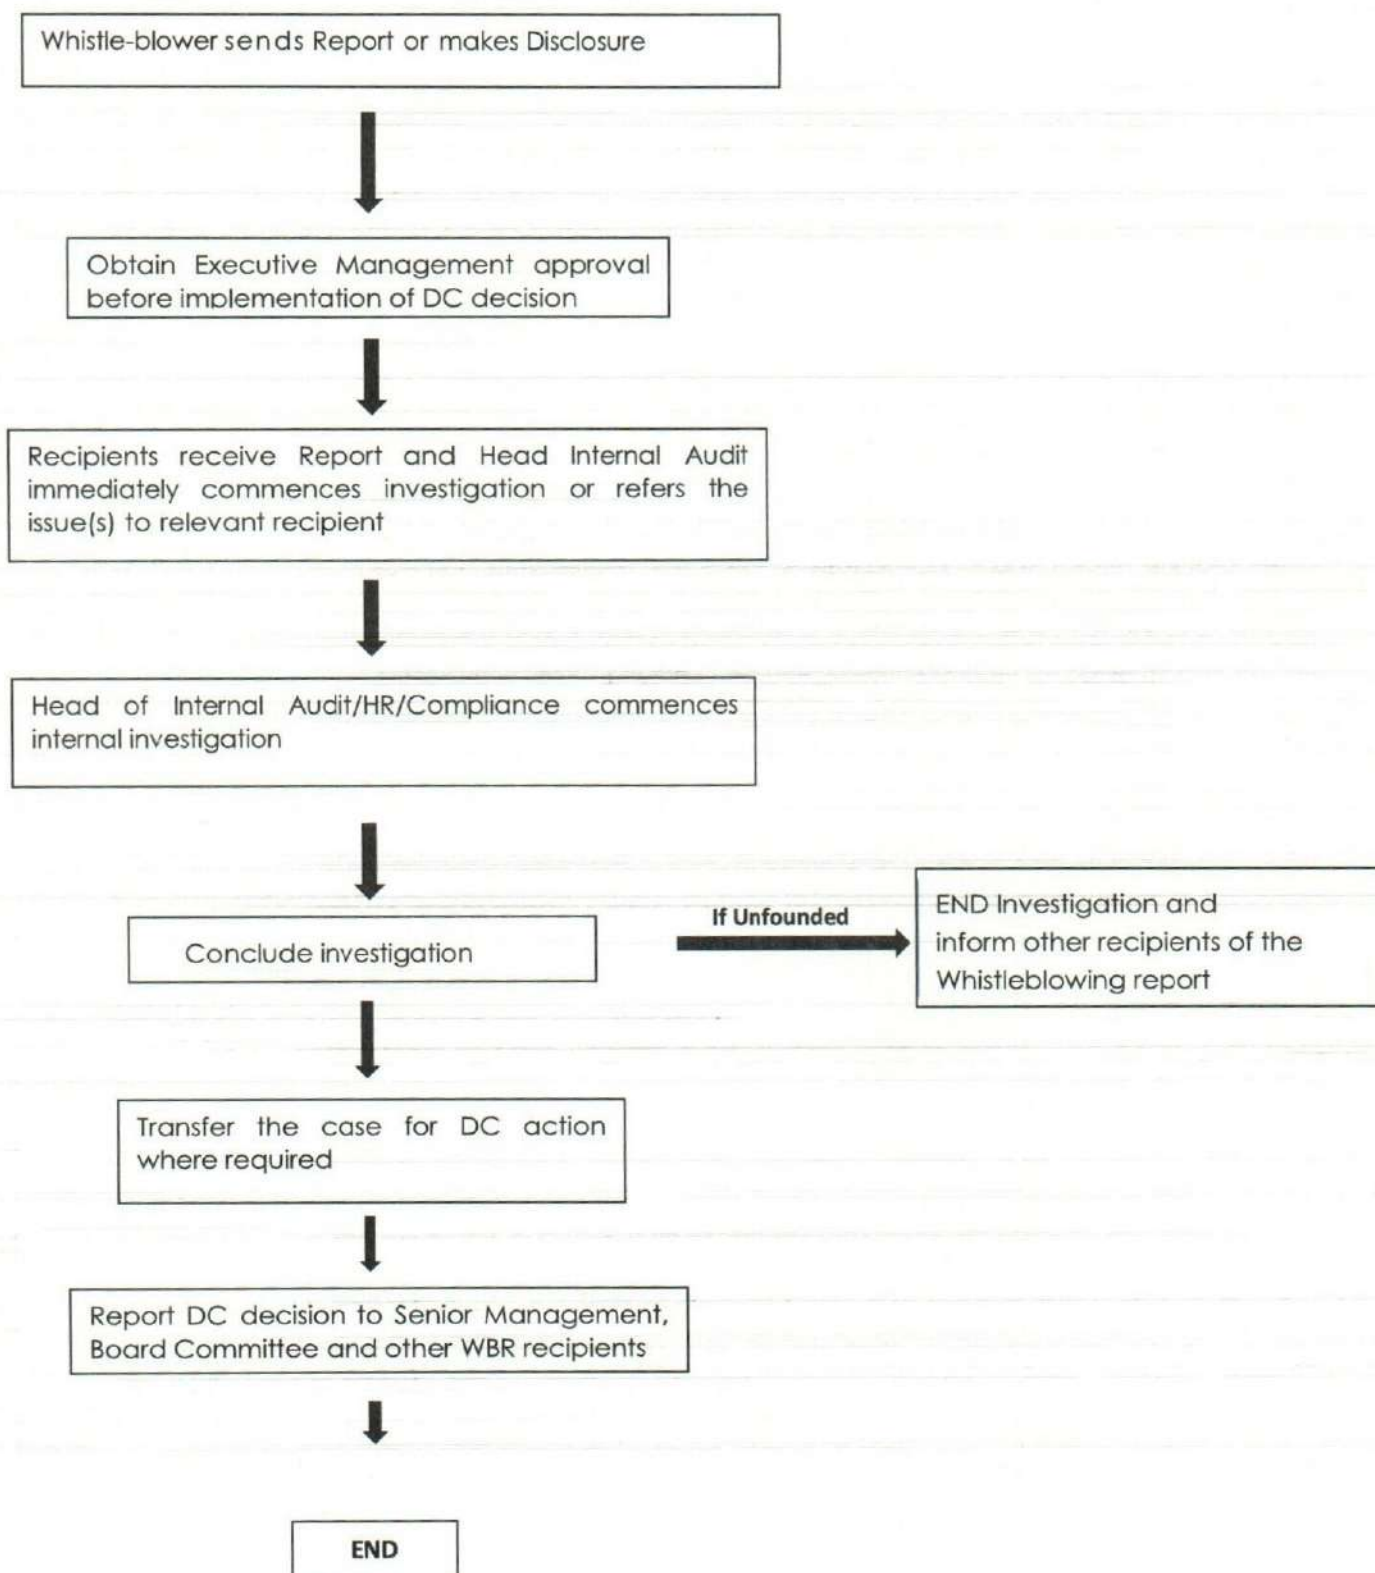 Whistle-blower sends Report or makes Disclosure
Obtain Executive Management approval
before implementation of DC decision
Recipients receive Report and Head Internal Audit
immediately commences investigation or refers the
issue(s) to relevant recipient
Head of Internal Audit/HR/Compliance commences
internal investigation
Conclude investigation
If Unfounded
END Investigation and
inform other recipients of the
Whistleblowing report
Transfer the case for DC action
where required
Report DC decision to Senior Management,
Board Committee and other WBR recipients
END